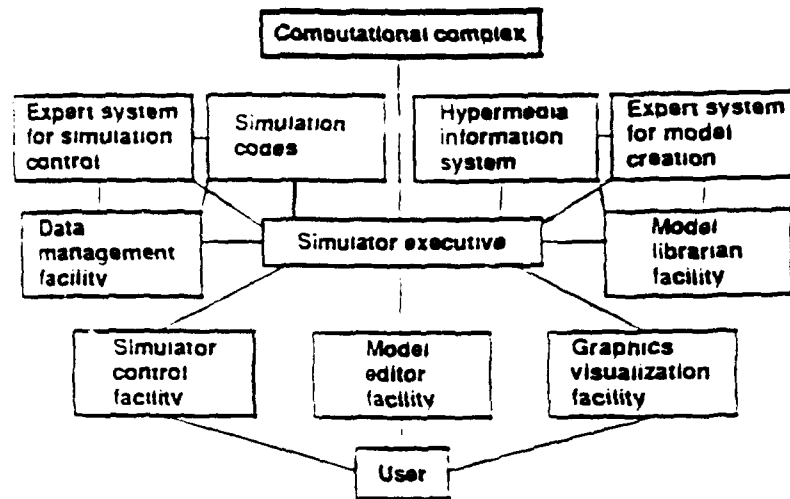 Computational complex
Expert system
for simulation
control
Simulation
codes
Hypermedia
information
system
Expert system
for model
creation
Data
management
facility
Simulator executive
Model
librarian
facility
Simulator
control
facility
Model
editor
facility
Graphics
visualization
facility
User